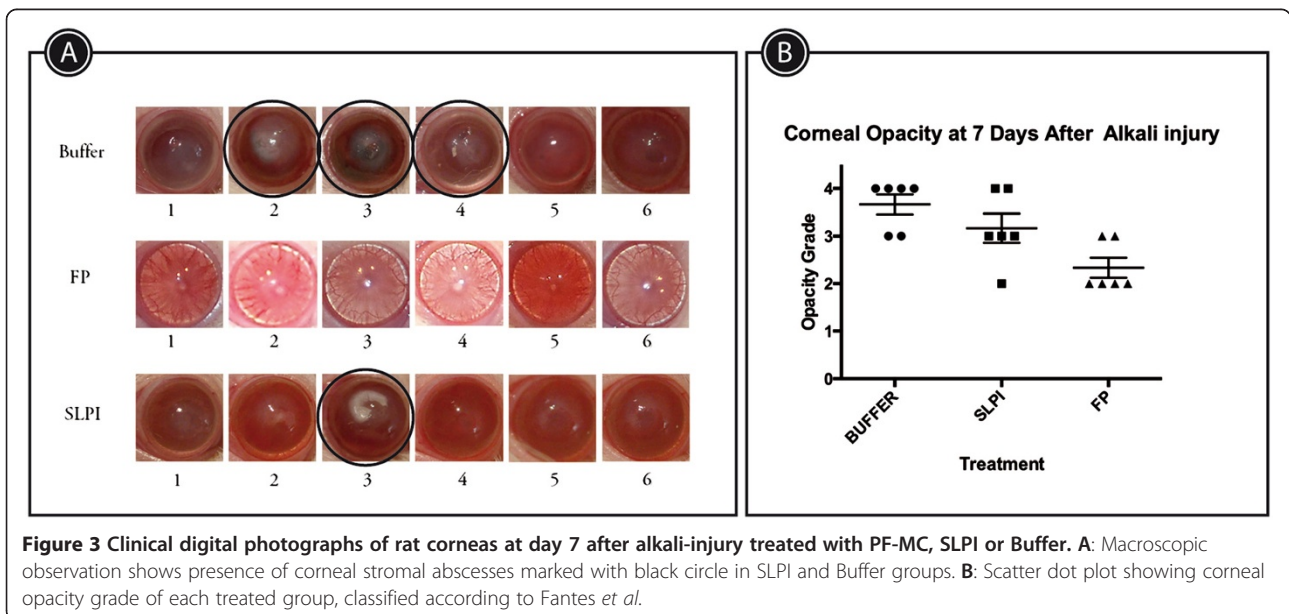 A
Buffer
1 2 3 4 5 6
FP
1 2 3 4 5 6
SLPI
1 2 3 4 5 6
B
Corneal Opacity at 7 Days After Alkali injury
Opacity Grade
4
3
2
1
0
BUFFER
SLPI
FP
Treatment
Figure 3 Clinical digital photographs of rat corneas at day 7 after alkali-injury treated with PF-MC, SLPI or Buffer. A: Macroscopic
observation shows presence of corneal stromal abscesses marked with black circle in SLPI and Buffer groups. B: Scatter dot plot showing corneal
opacity grade of each treated group, classified according to Fantes et al.